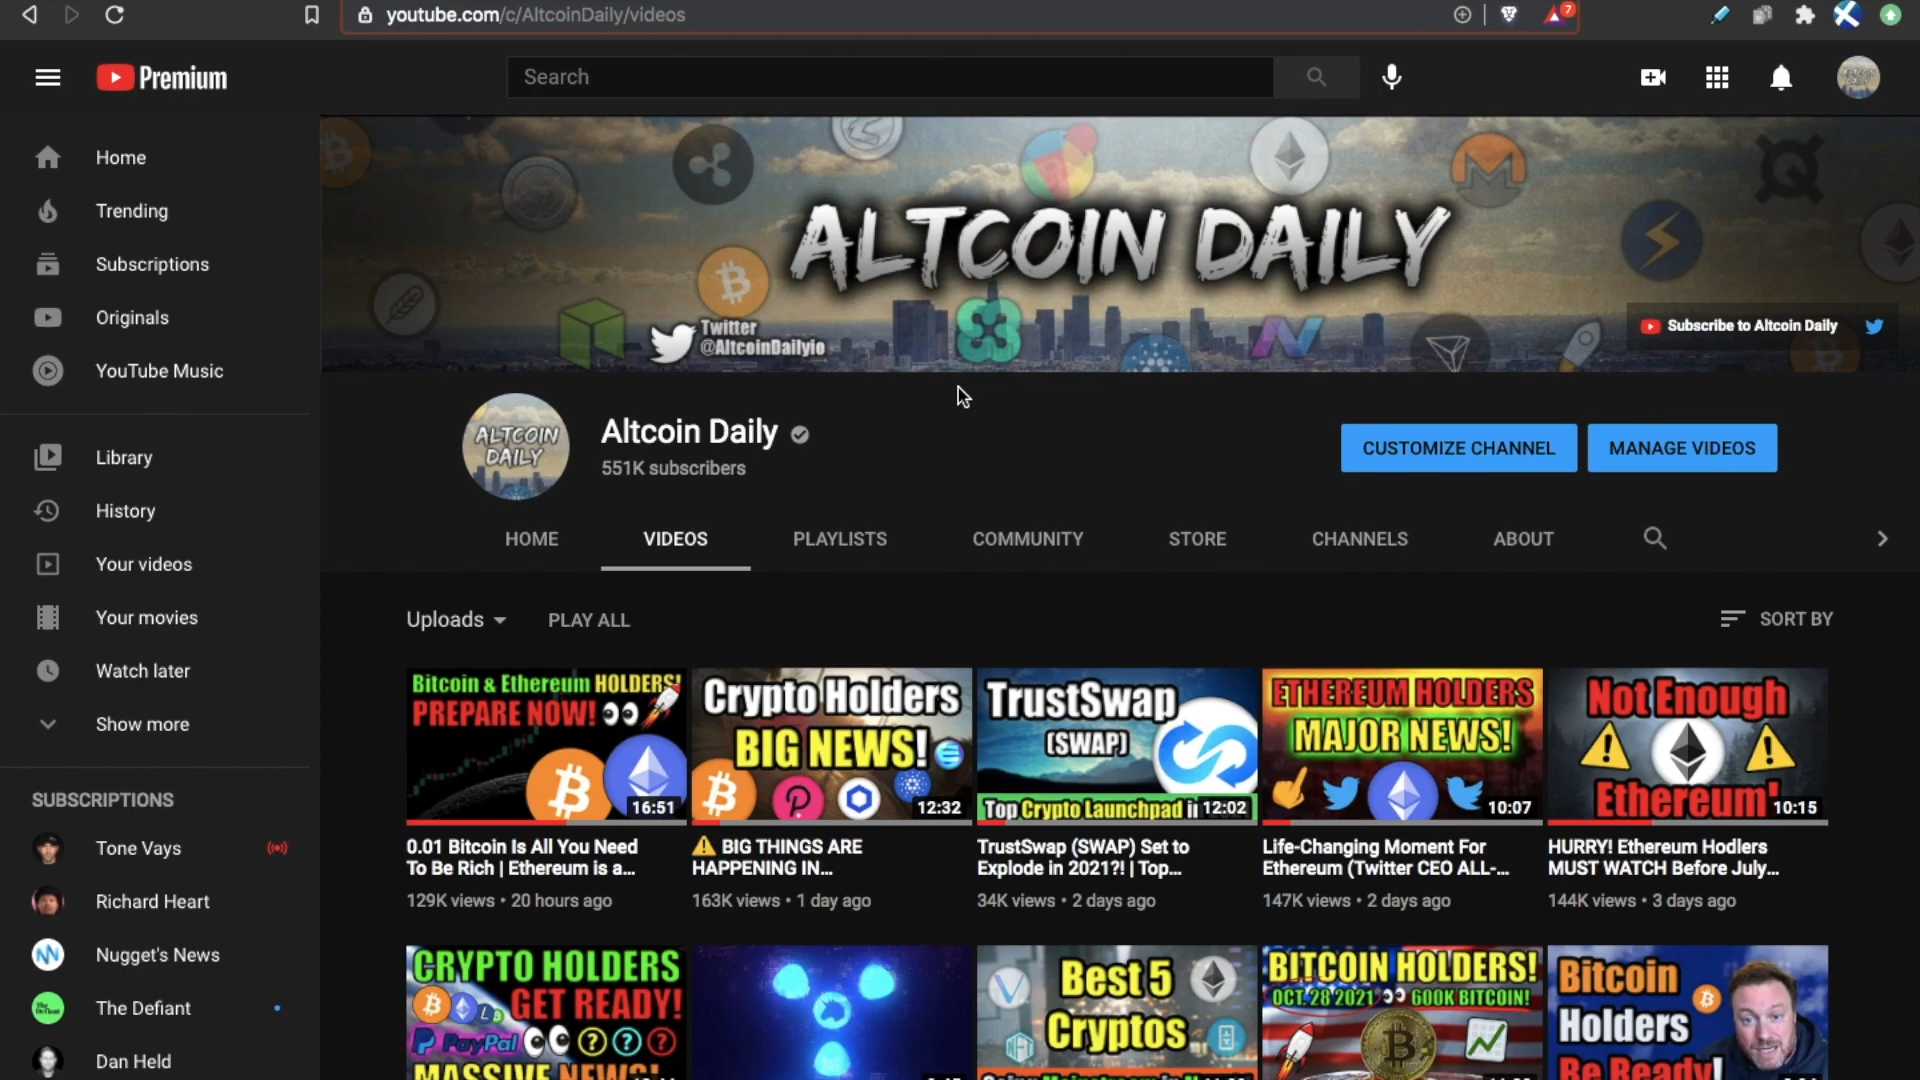 youtube.com/c/AltcoinDaily/videos
7
Premium
Search
Home
Trending
Subscriptions
Originals
YouTube Music
Library
History
Your videos
Your movies
Watch later
Show more
SUBSCRIPTIONS
Tone Vays
Richard Heart
Nugget's News
The Defiant
Dan Held
ALTCOIN DAILY
Twitter
@AltcoinDailyio
Subscribe to Altcoin Daily
ALTCOIN
DAILY
Altcoin Daily
551K subscribers
CUSTOMIZE CHANNEL
MANAGE VIDEOS
HOME
VIDEOS
PLAYLISTS
COMMUNITY
STORE
CHANNELS
ABOUT
Uploads
PLAY ALL
SORT BY
Bitcoin & Ethereum HOLDERS!
PREPARE NOW!
16:51
0.01 Bitcoin Is All You Need
To Be Rich | Ethereum is a...
129K views • 20 hours ago
Crypto Holders
BIG NEWS!
12:32
⚠️ BIG THINGS ARE
HAPPENING IN...
163K views • 1 day ago
TrustSwap
(SWAP)
Top Crypto Launchpad i
12:02
TrustSwap (SWAP) Set to
Explode in 2021?! | Top...
34K views • 2 days ago
ETHEREUM HOLDERS
MAJOR NEWS!
10:07
Life-Changing Moment For
Ethereum (Twitter CEO ALL-...
147K views • 2 days ago
Not Enough
Ethereum!
10:15
HURRY! Ethereum Hodlers
MUST WATCH Before July...
144K views • 3 days ago
CRYPTO HOLDERS
GET READY!
PayPal
MASSIVE NEWS!
Best 5
Cryptos
BITCOIN HOLDERS!
OCT. 28 2021 600K BITCOIN!
Bitcoin
Holders
Be Ready!